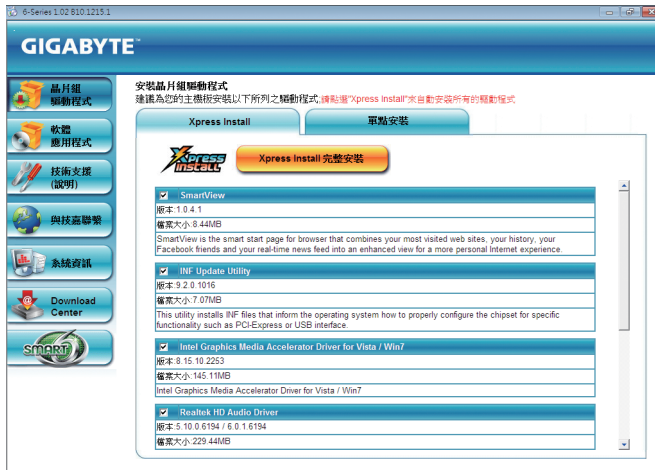 6-Series 1.02 B10.1215.1
GIGABYTE™
晶片組
驅動程式
軟體
應用程式
技術支援
(說明)
與技嘉聯繫
系統資訊
Download
Center
SMART
安裝晶片組驅動程式
建議為您的主機板安裝以下所列之驅動程式;請點選"Xpress Install"來自動安裝所有的驅動程式
Xpress Install
單點安裝
Xpress
Install
Xpress Install 完整安裝
SmartView
版本:1.0.4.1
檔案大小:8.44MB
SmartView is the smart start page for browser that combines your most visited web sites, your history, your
Facebook friends and your real-time news feed into an enhanced view for a more personal Internet experience.
INF Update Utility
版本:9.2.0.1016
檔案大小:7.07MB
This utility installs INF files that inform the operating system how to properly configure the chipset for specific
functionality such as PCI-Express or USB interface.
Intel Graphics Media Accelerator Driver for Vista / Win7
版本:8.15.10.2253
檔案大小:145.11MB
Intel Graphics Media Accelerator Driver for Vista / Win7
Realtek HD Audio Driver
版本:5.10.0.6194 / 6.0.1.6194
檔案大小:229.44MB